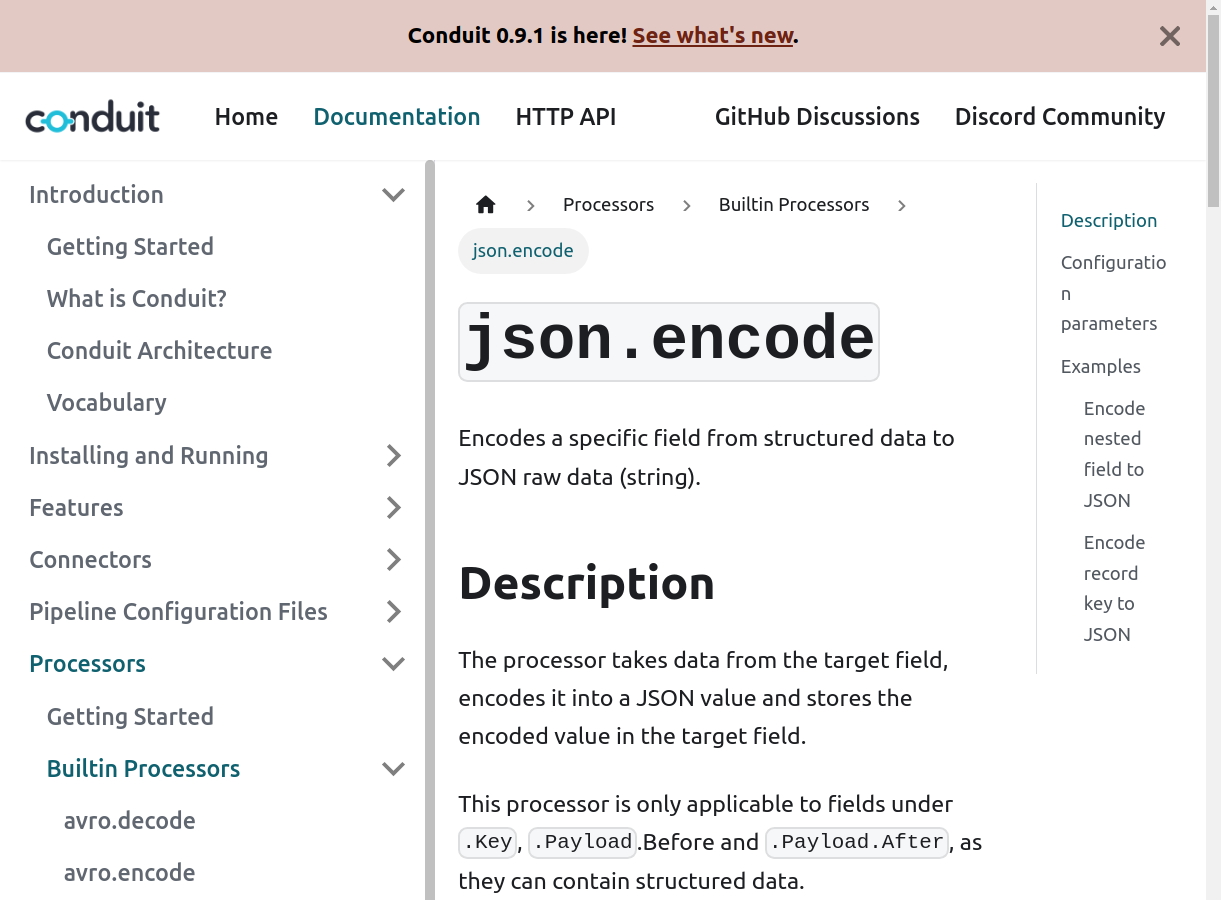 Conduit 0.9.1 is here! See what's new.
conduit
Home
Documentation
HTTP API
GitHub Discussions
Discord Community
Introduction
Getting Started
What is Conduit?
Conduit Architecture
Vocabulary
Installing and Running
Features
Connectors
Pipeline Configuration Files
Processors
Getting Started
Builtin Processors
avro.decode
avro.encode
Processors
Builtin Processors
json.encode
json.encode
Encodes a specific field from structured data to
JSON raw data (string).
Description
The processor takes data from the target field,
encodes it into a JSON value and stores the
encoded value in the target field.
This processor is only applicable to fields under
.Key, .Payload.Before and .Payload.After, as
they can contain structured data.
Description
Configuratio
n
parameters
Examples
Encode
nested
field to
JSON
Encode
record
key to
JSON